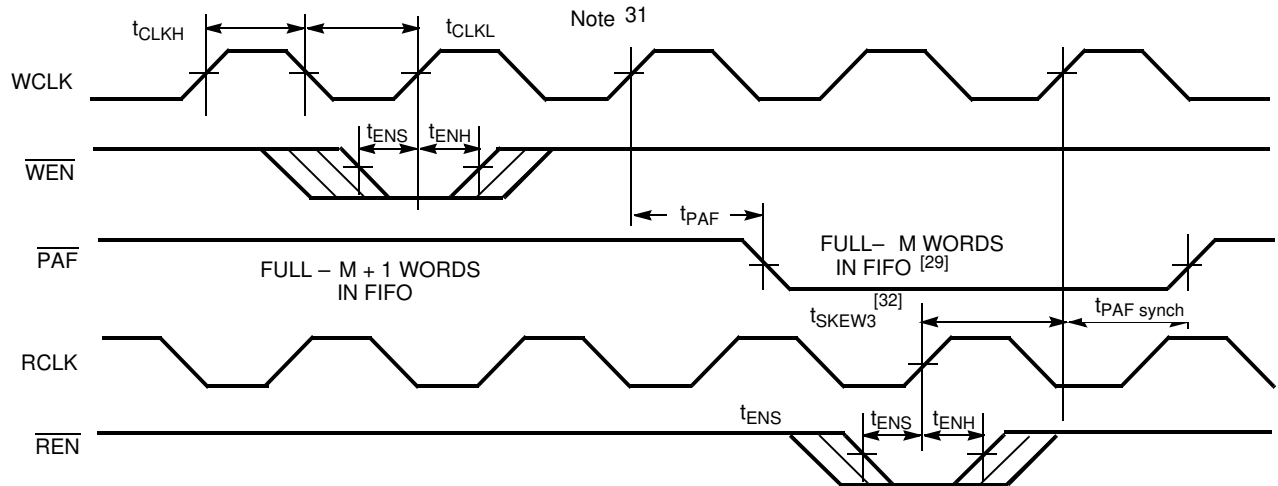 Note 31
tCLKH
tCLKL
WCLK
tENS
tENH
WEN
tPAF
PAF
FULL – M + 1 WORDS
IN FIFO
FULL– M WORDS
IN FIFO [29]
[32]
tSKEW3
tPAF synch
RCLK
tENS
tENS
tENH
REN